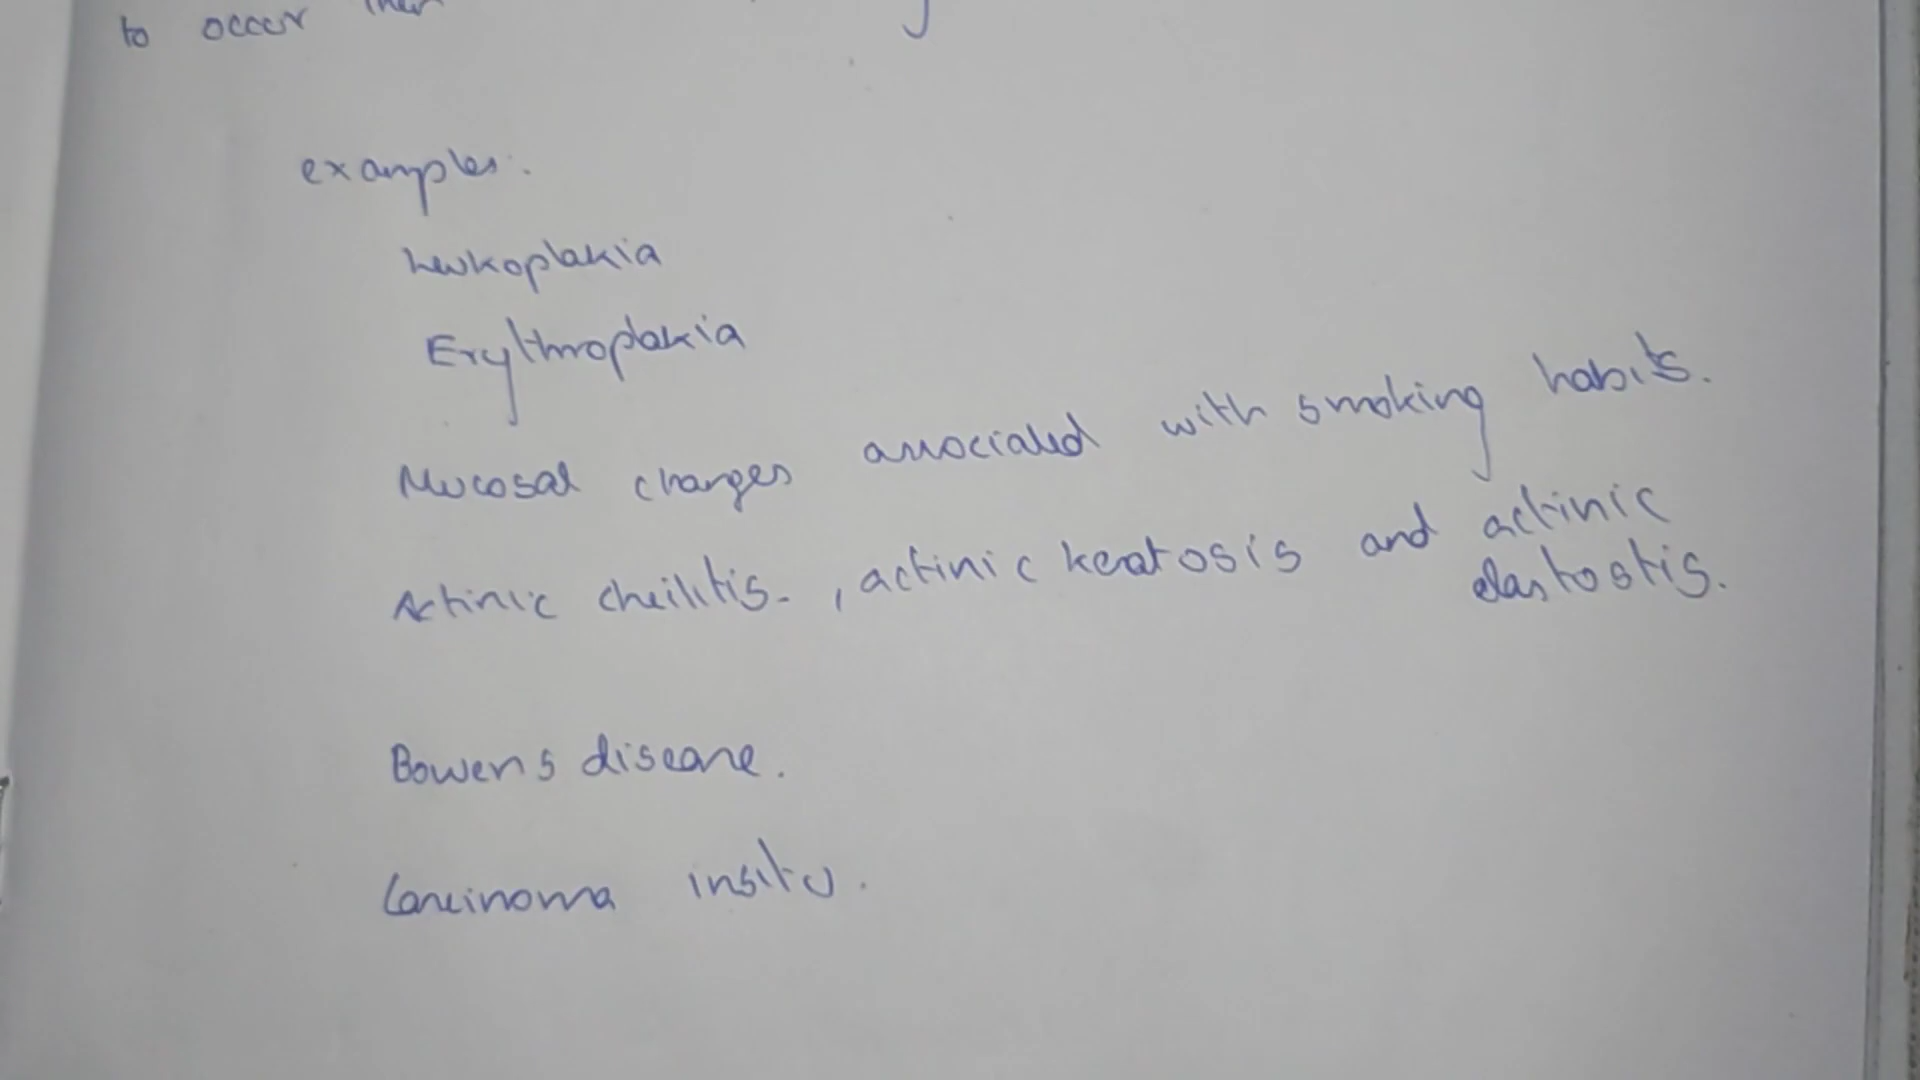 to occur
examples:
Leukoplakia
Erythroplakia
Mucosal changes associated with smoking habits.
Actinic cheilitis. , actinic keratosis and actinic
elastostis.
Bowens disease.
Carcinoma insitu.